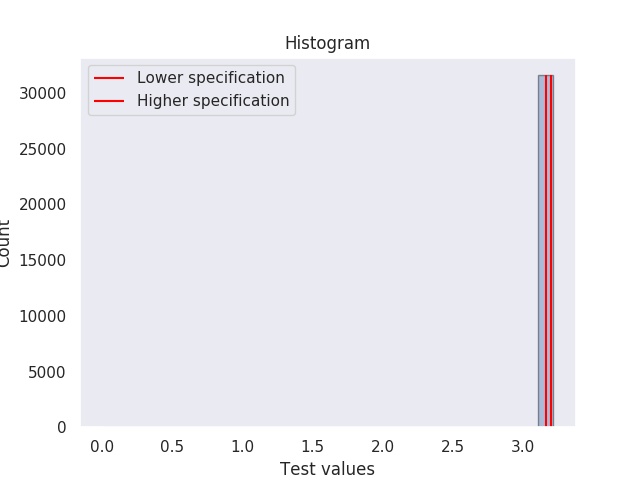 Histogram
Lower specification
Higher specification
30000
25000
20000
15000
10000
5000
0
Count
0.0 0.5 1.0 1.5 2.0 2.5 3.0
Test values